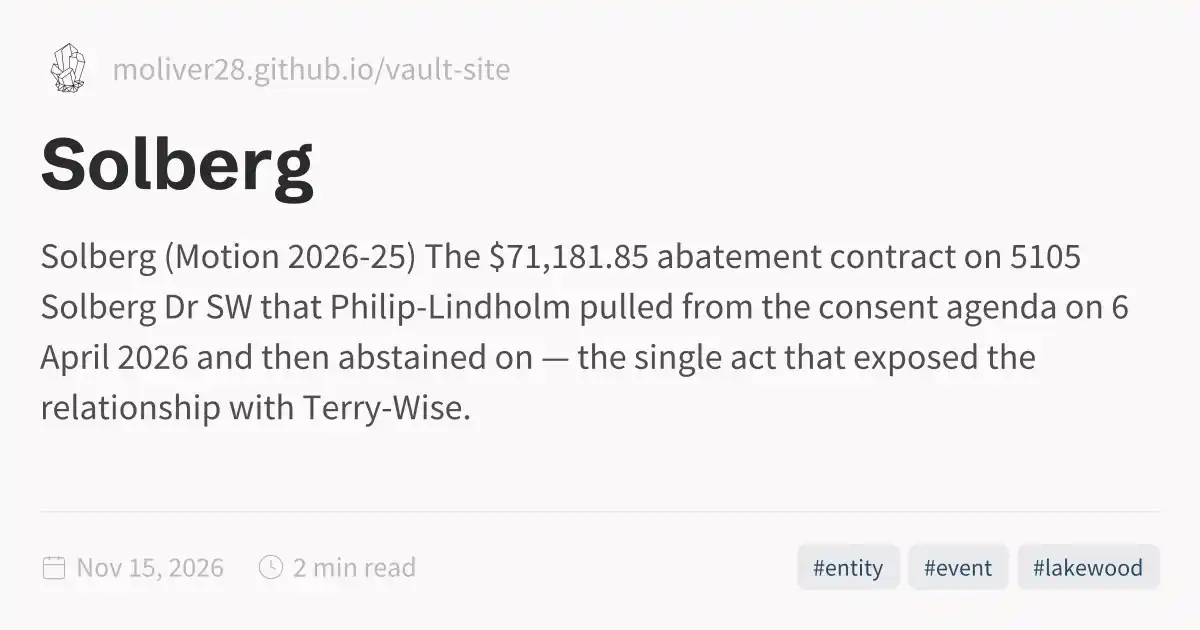 moliver28.github.io/vault-site
Solberg
Solberg (Motion 2026-25) The $71,181.85 abatement contract on 5105
Solberg Dr SW that Philip-Lindholm pulled from the consent agenda on 6
April 2026 and then abstained on — the single act that exposed the
relationship with Terry-Wise.
Nov 15, 2026
2 min read
#entity
#event
#lakewood